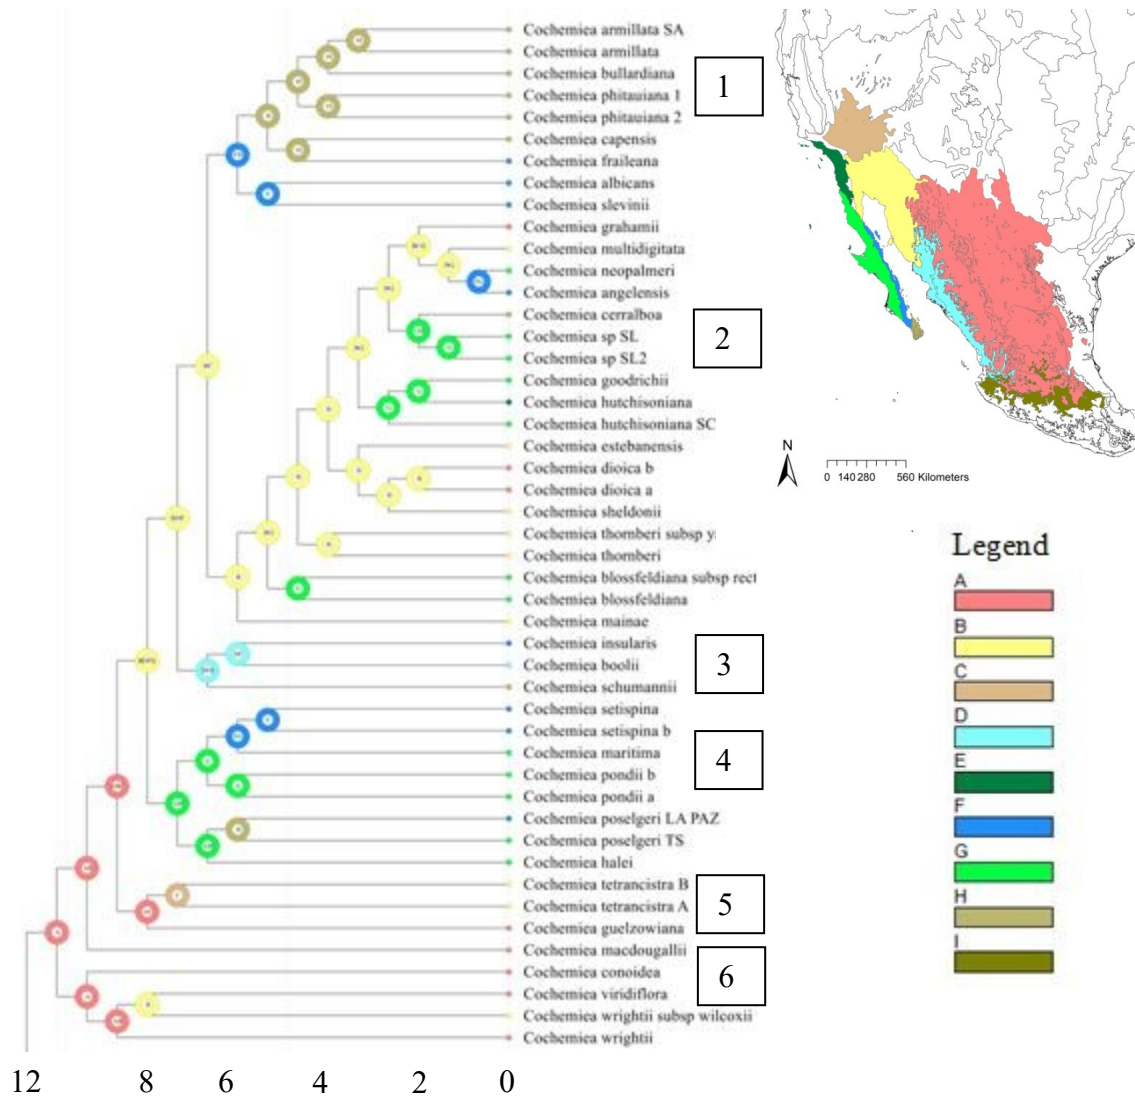 Cochemiea armillata SA
Cochemiea armillata
Cochemiea bullardiana
Cochemiea phitauiana 1
Cochemiea phitauiana 2
Cochemiea capensis
Cochemiea fraileana
Cochemiea albicans
Cochemiea slevinii
Cochemiea grahamii
Cochemiea multidigitata
Cochemiea neopalmeri
Cochemiea angelensis
Cochemiea cerralboa
Cochemiea sp SL
Cochemiea sp SL2
Cochemiea goodrichii
Cochemiea hutchisoniana
Cochemiea hutchisoniana SC
Cochemiea estebanensis
Cochemiea dioica b
Cochemiea dioica a
Cochemiea sheldonii
Cochemiea thornberi subsp y
Cochemiea thornberi
Cochemiea blossfeldiana subsp rect
Cochemiea blossfeldiana
Cochemiea mainae
Cochemiea insularis
Cochemiea boolii
Cochemiea schumannii
Cochemiea setispina
Cochemiea setispina b
Cochemiea maritima
Cochemiea pondii b
Cochemiea pondii a
Cochemiea poselgeri LA PAZ
Cochemiea poselgeri TS
Cochemiea halei
Cochemiea tetrancistra B
Cochemiea tetrancistra A
Cochemiea guelzowiana
Cochemiea macdougallii
Cochemiea conoidea
Cochemiea viridiflora
Cochemiea wrightii subsp wilcoxii
Cochemiea wrightii
1
2
3
4
5
6
12 8 6 4 2 0
N
0 140 280 560 Kilometers
Legend
A
B
C
D
E
F
G
H
I